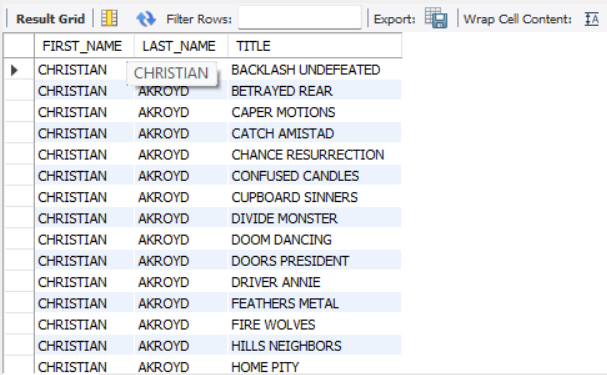 Result Grid Filter Rows: Export: Wrap Cell Content: IA
FIRST_NAME LAST_NAME TITLE
CHRISTIAN CHRISTIAN BACKLASH UNDEFEATED
CHRISTIAN AKROYD BETRAYED REAR
CHRISTIAN AKROYD CAPER MOTIONS
CHRISTIAN AKROYD CATCH AMISTAD
CHRISTIAN AKROYD CHANCE RESURRECTION
CHRISTIAN AKROYD CONFUSED CANDLES
CHRISTIAN AKROYD CUPBOARD SINNERS
CHRISTIAN AKROYD DIVIDE MONSTER
CHRISTIAN AKROYD DOOM DANCING
CHRISTIAN AKROYD DOORS PRESIDENT
CHRISTIAN AKROYD DRIVER ANNIE
CHRISTIAN AKROYD FEATHERS METAL
CHRISTIAN AKROYD FIRE WOLVES
CHRISTIAN AKROYD HILLS NEIGHBORS
CHRISTIAN AKROYD HOME PITY